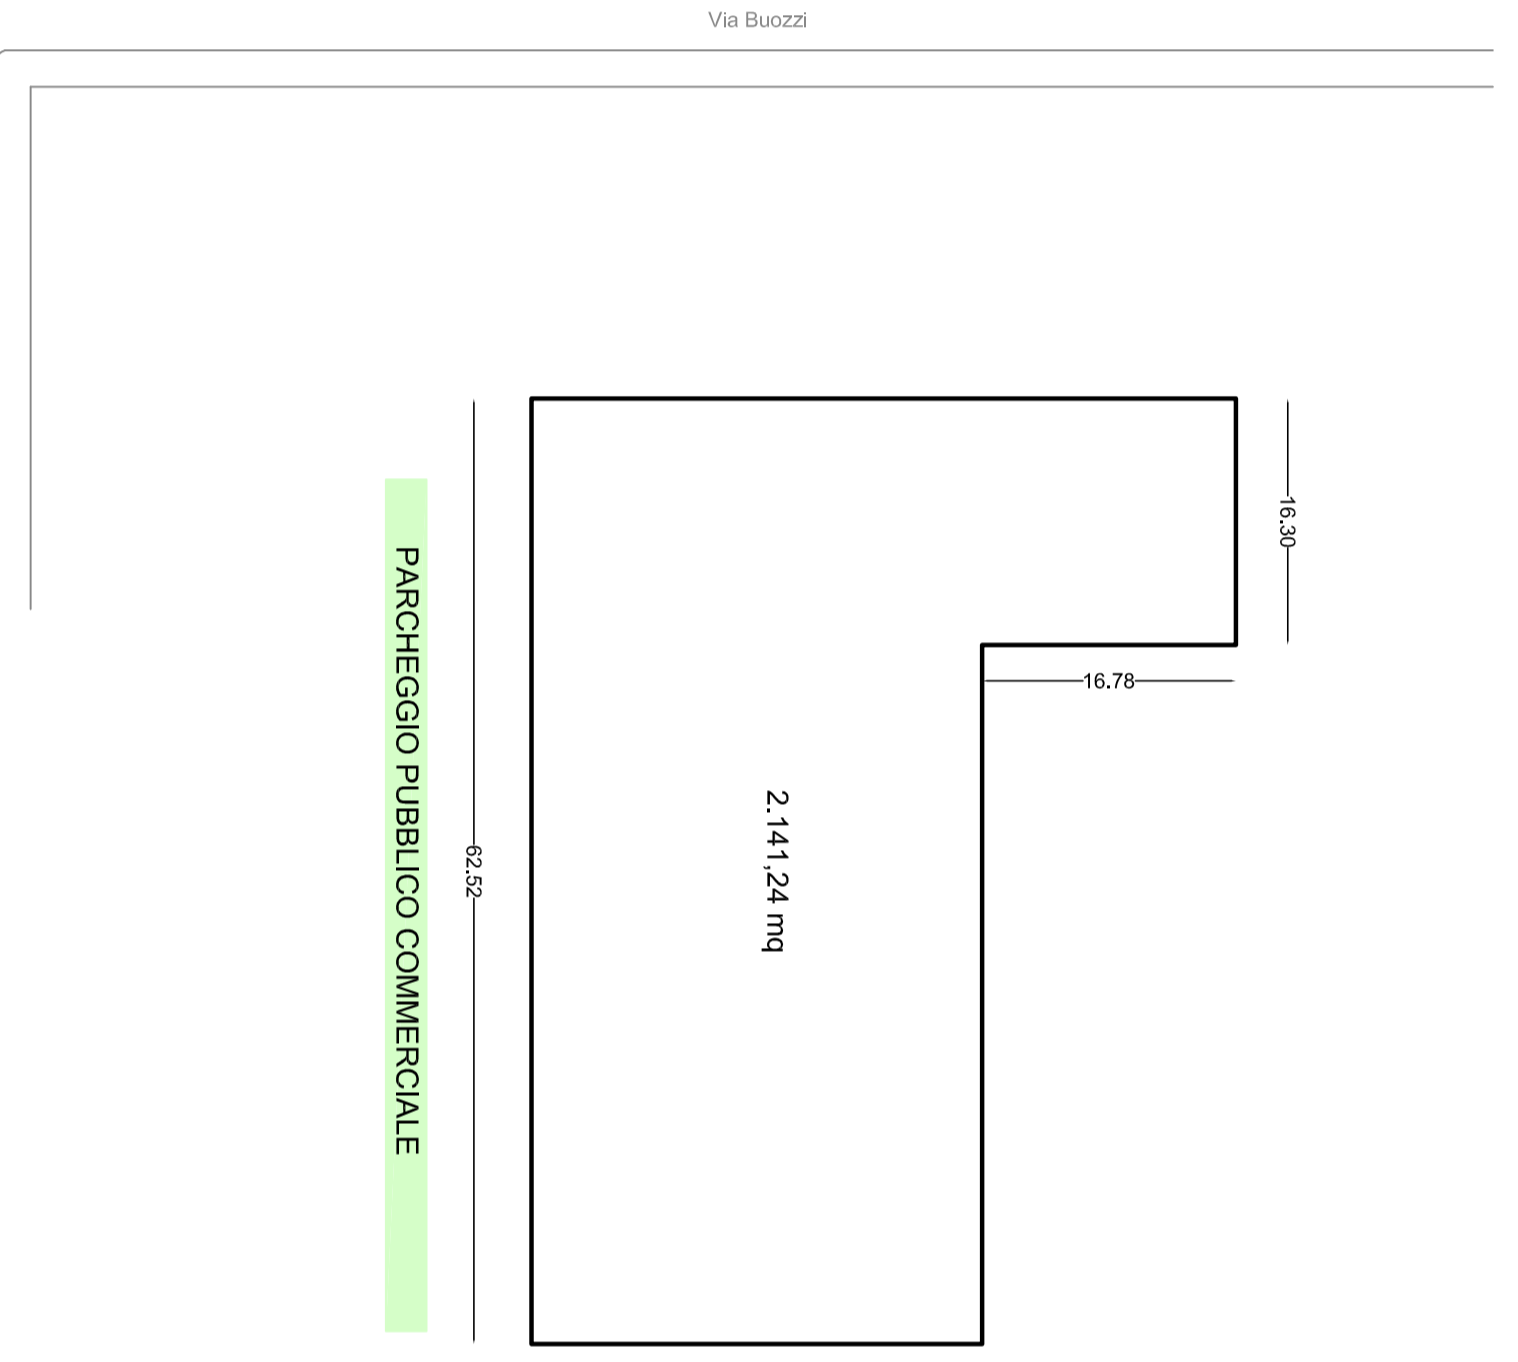 Via Buozzi
16.30
16.78
2.141,24 mq
62.52
PARCHEGGIO PUBBLICO COMMERCIALE